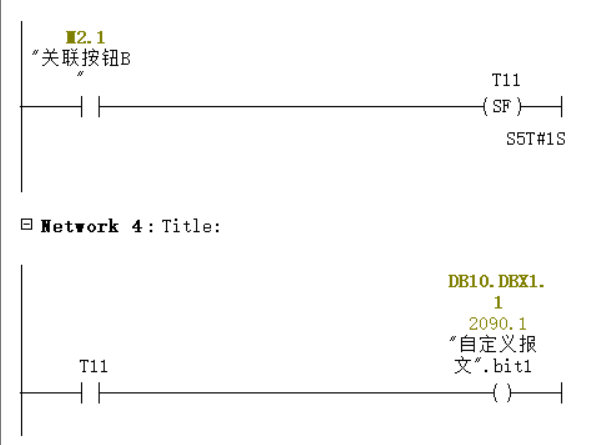 M2.1
"关联按钮B
"
T11
( SF )
S5T#1S
Network 4 : Title:
DB10.DBX1.
1
2090.1
"自定义报
文".bit1
T11
( )